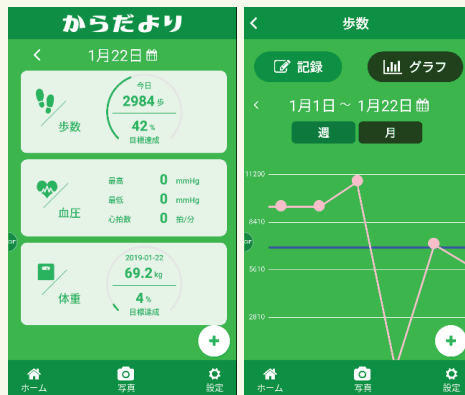 からだより
1月22日
今日
2984 歩
歩数
42 %
目標達成
最高 0 mmHg
血圧
最低 0 mmHg
心拍数 0 拍/分
2019-01-22
69.2 kg
体重
4 %
目標達成
+
ホーム
写真
設定
歩数
記録
グラフ
1月1日 ~ 1月22日
週
月
11200
8410
5610
2810
+
ホーム
写真
設定